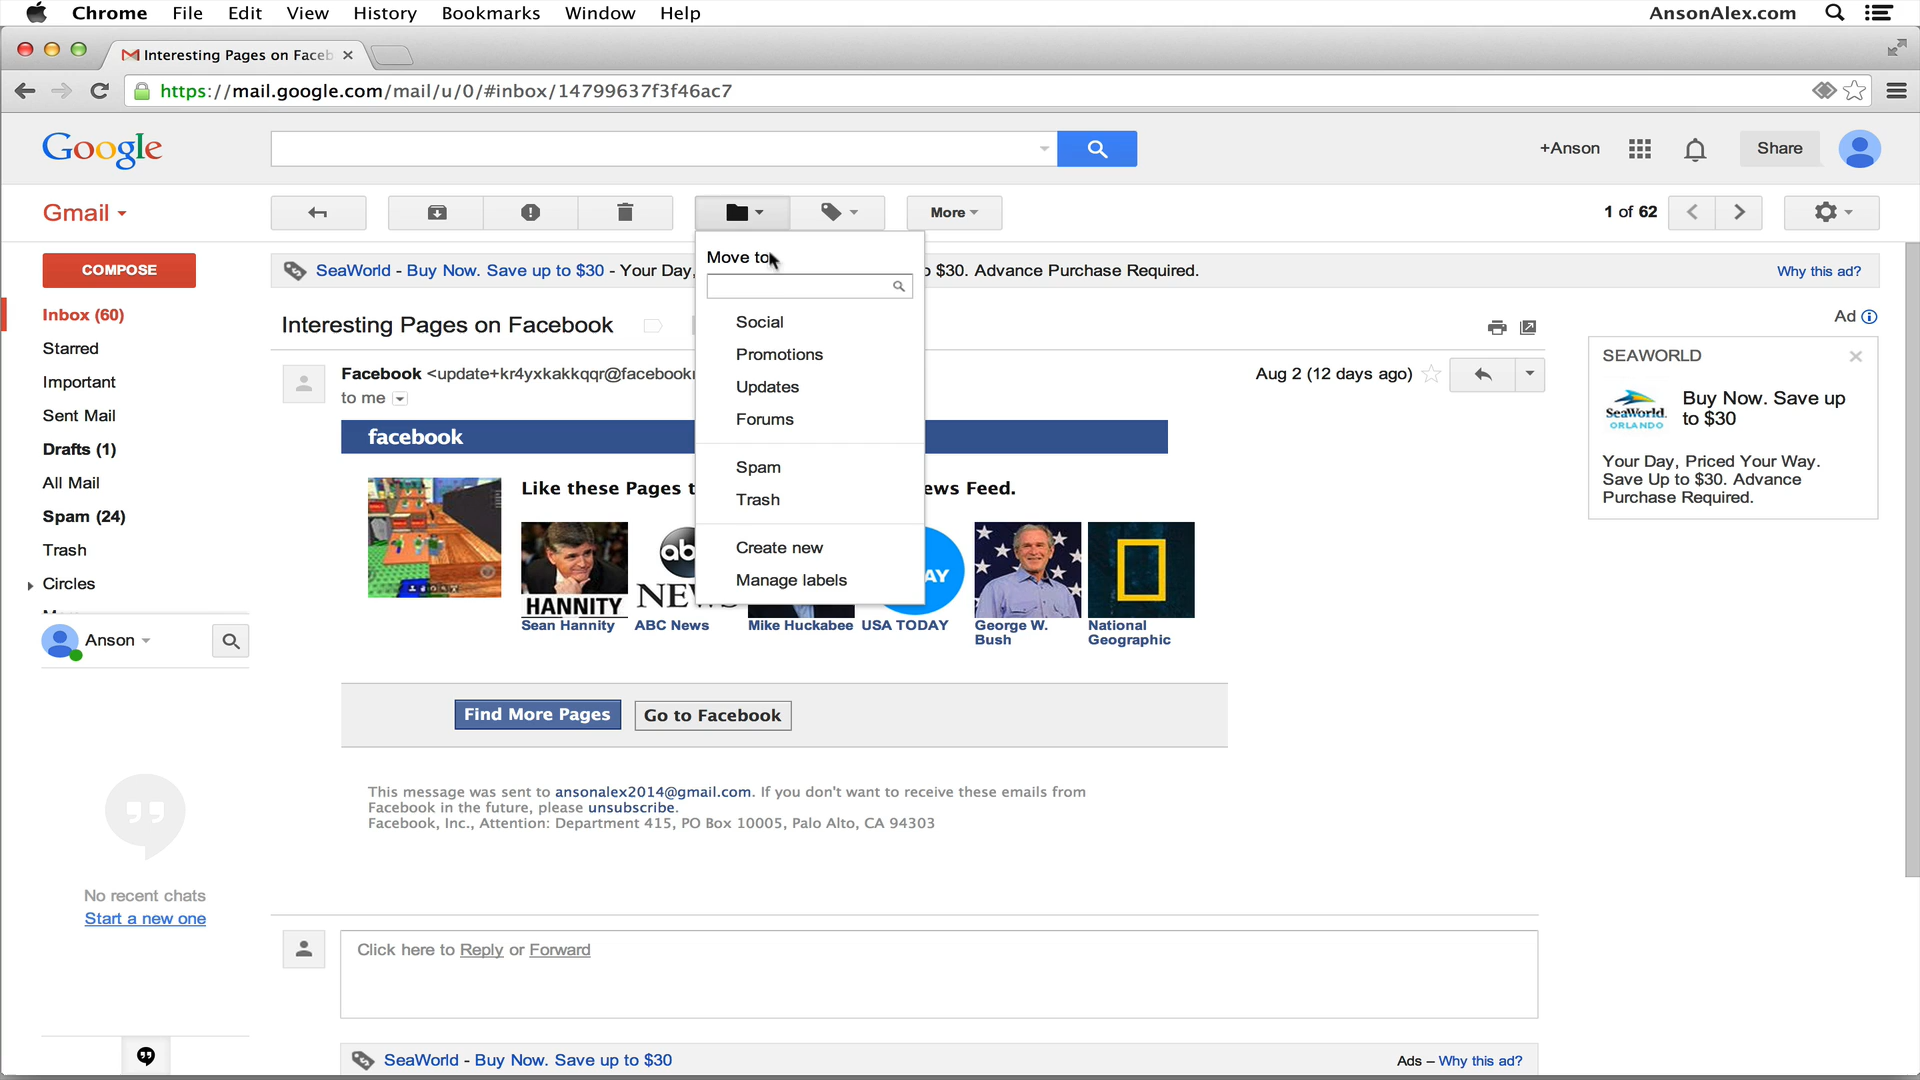 Chrome File Edit View History Bookmarks Window Help AnsonAlex.com
Interesting Pages on Faceb
https://mail.google.com/mail/u/0/#inbox/14799637f3f46ac7
Google
+Anson
Share
Gmail
More
1 of 62
COMPOSE
Inbox (60)
Starred
Important
Sent Mail
Drafts (1)
All Mail
Spam (24)
Trash
Circles
Anson
No recent chats
Start a new one
Move to
Social
Promotions
Updates
Forums
Spam
Trash
Create new
Manage labels
SeaWorld - Buy Now. Save up to $30 - Your Day, $30. Advance Purchase Required. Why this ad?
Interesting Pages on Facebook
Facebook <update+kr4yxkakkqqr@facebook
Aug 2 (12 days ago)
to me
facebook
Like these Pages t ews Feed.
HANNITY
abc
NEWS
AY
Sean Hannity
ABC News
Mike Huckabee
USA TODAY
George W.
Bush
National
Geographic
Find More Pages
Go to Facebook
This message was sent to ansonalex2014@gmail.com. If you don't want to receive these emails from
Facebook in the future, please unsubscribe.
Facebook, Inc., Attention: Department 415, PO Box 10005, Palo Alto, CA 94303
Click here to Reply or Forward
SeaWorld - Buy Now. Save up to $30
Ads – Why this ad?
Ad
SEAWORLD
SeaWorld.
ORLANDO
Buy Now. Save up
to $30
Your Day, Priced Your Way.
Save Up to $30. Advance
Purchase Required.